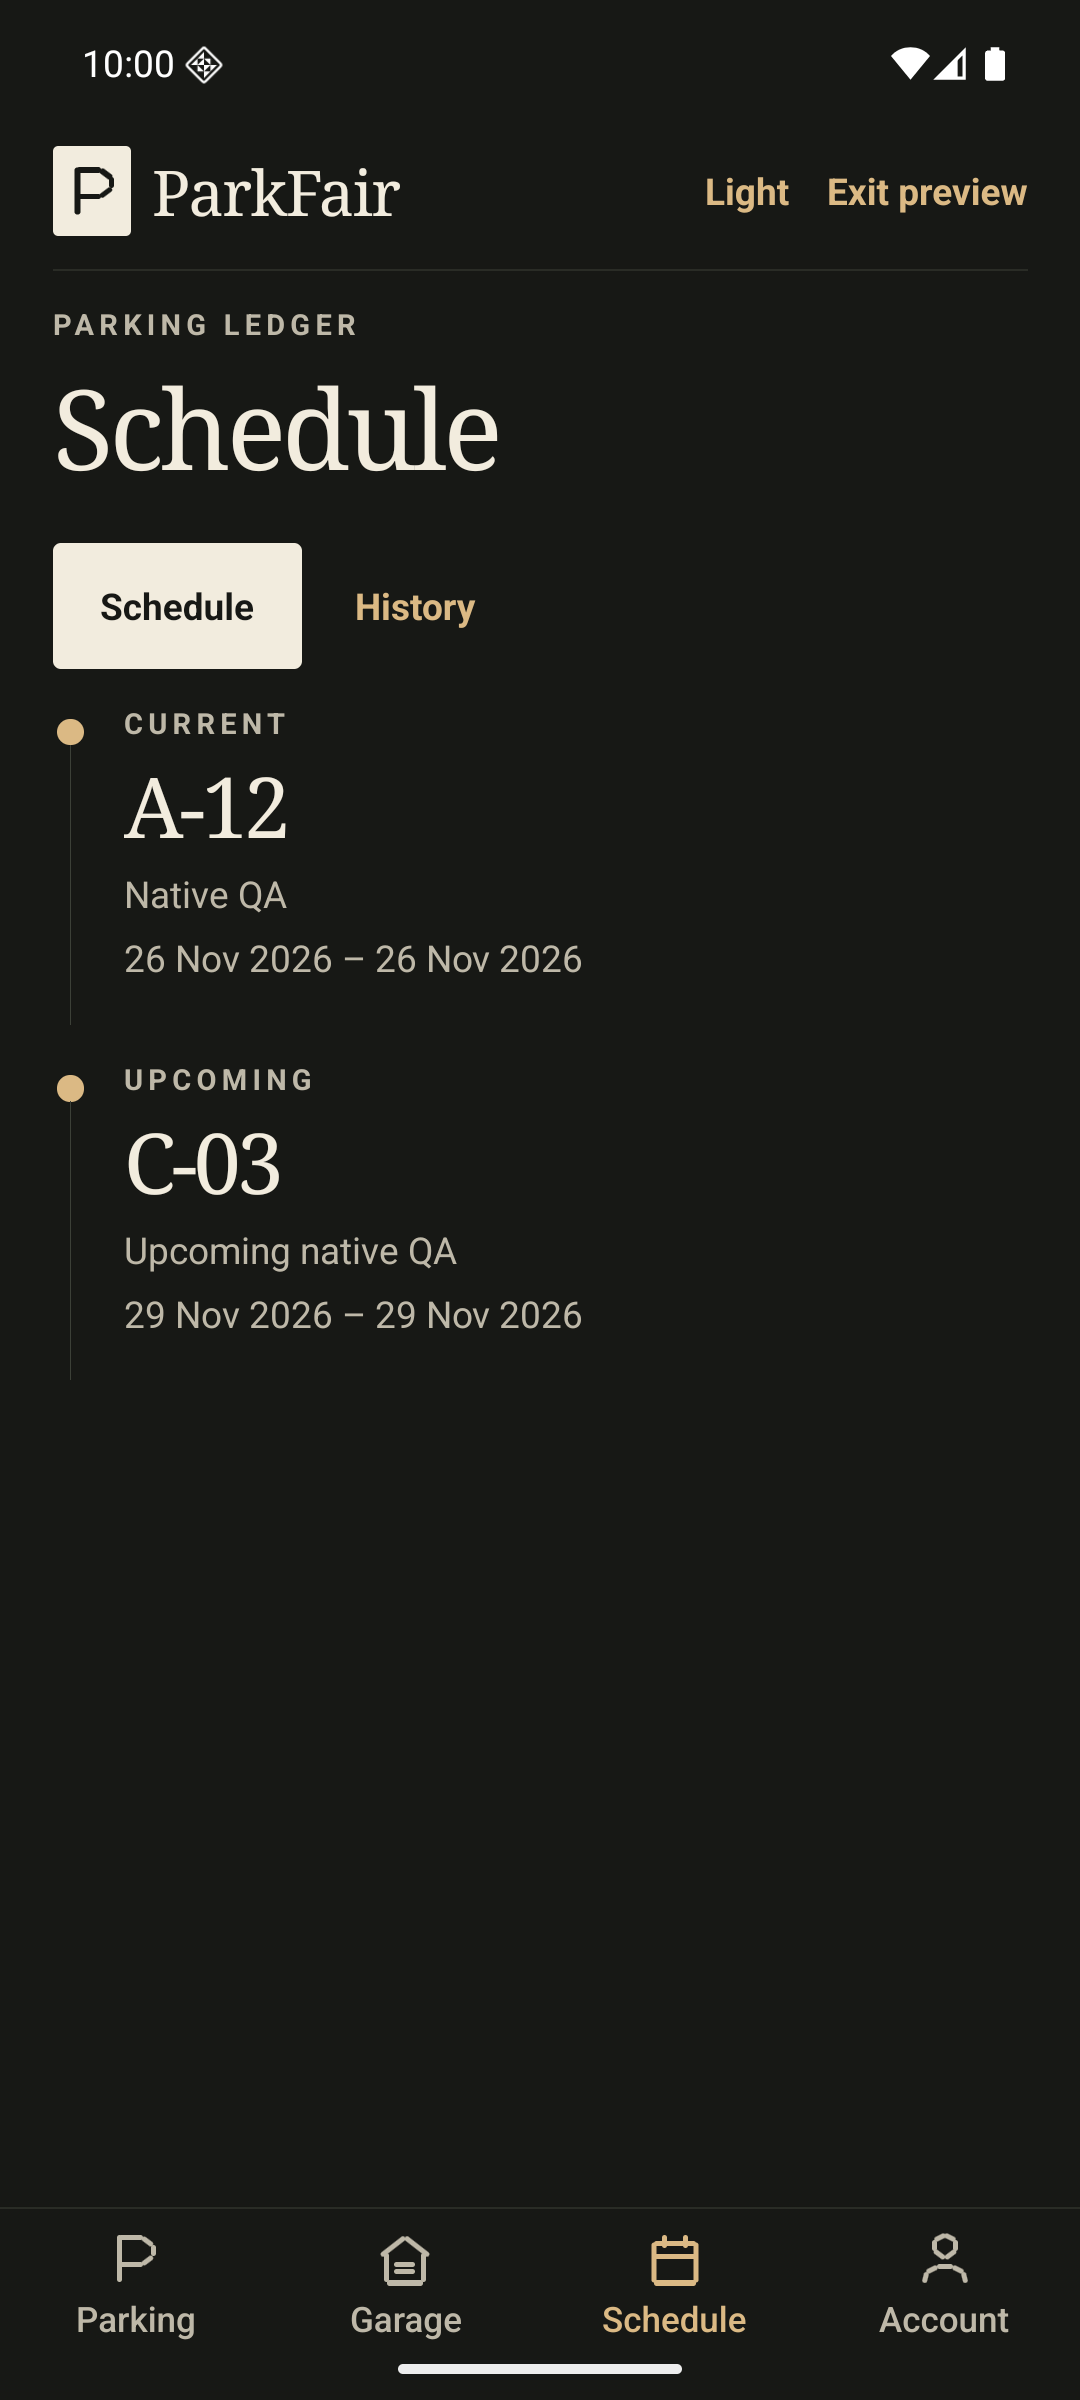 10:00
ParkFair
Light Exit preview
PARKING LEDGER
Schedule
Schedule History
CURRENT
A-12
Native QA
26 Nov 2026 – 26 Nov 2026
UPCOMING
C-03
Upcoming native QA
29 Nov 2026 – 29 Nov 2026
Parking Garage Schedule Account